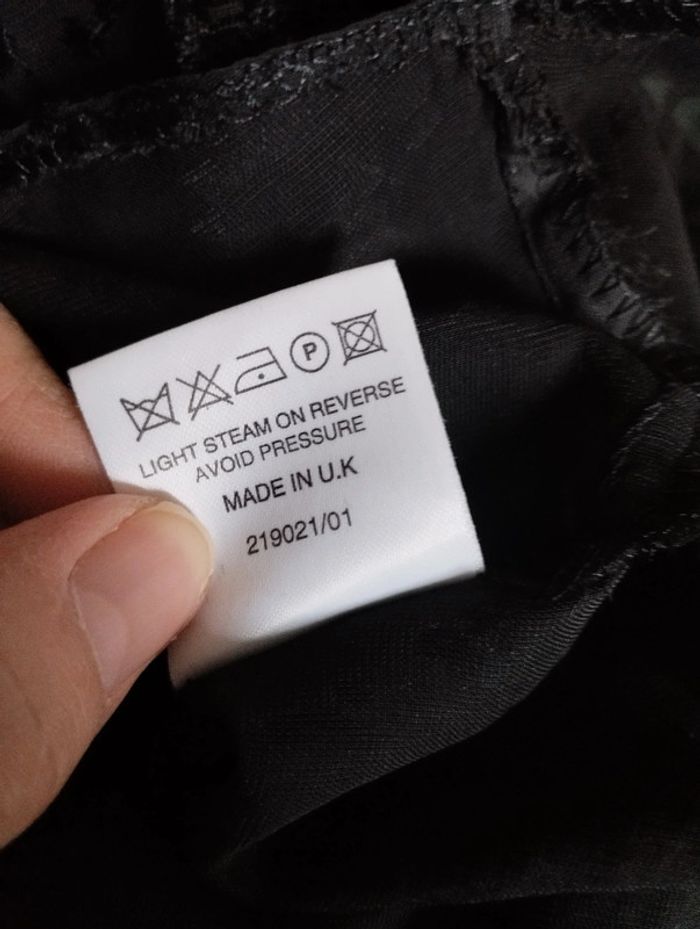 P
LIGHT STEAM ON REVERSE
AVOID PRESSURE
MADE IN U.K
219021/01